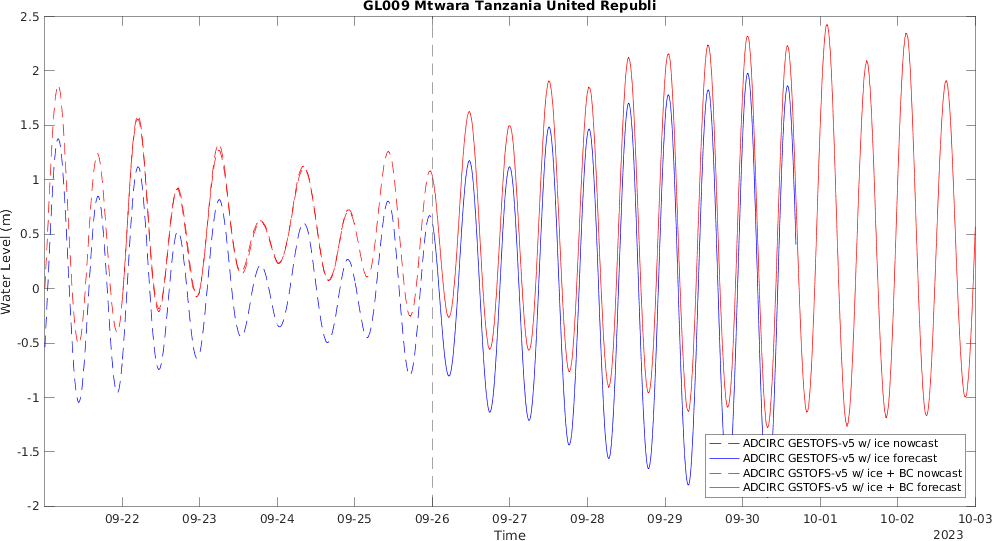 GL009 Mtwara Tanzania United Republi
Water Level (m)
2.5
2
1.5
1
0.5
0
-0.5
-1
-1.5
-2
ADCIRC GESTOFS-v5 w/ ice nowcast
ADCIRC GESTOFS-v5 w/ ice forecast
ADCIRC GSTOFS-v5 w/ ice + BC nowcast
ADCIRC GSTOFS-v5 w/ ice + BC forecast
09-22 09-23 09-24 09-25 09-26 09-27 09-28 09-29 09-30 10-01 10-02 10-03
Time
2023